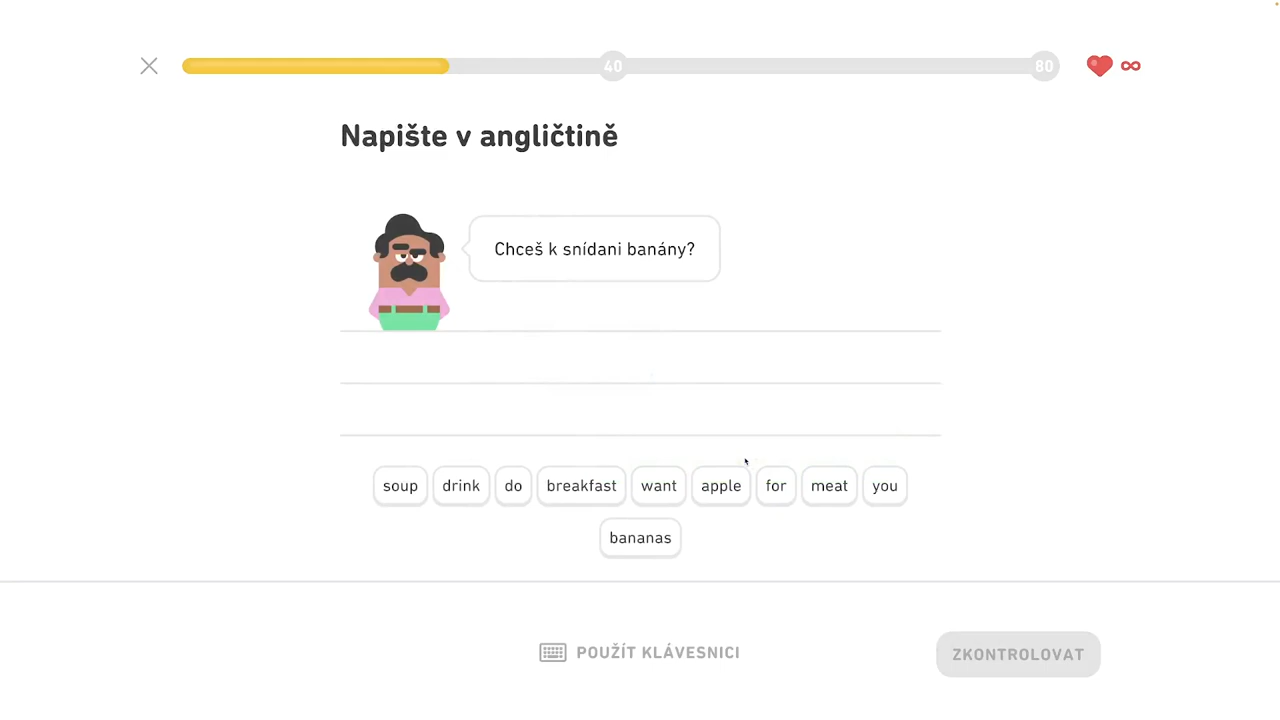 40
80
∞
Napište v angličtině
Chceš k snídani banány?
soup drink do breakfast want apple for meat you
bananas
POUŽÍT KLÁVESNICI
ZKONTROLOVAT